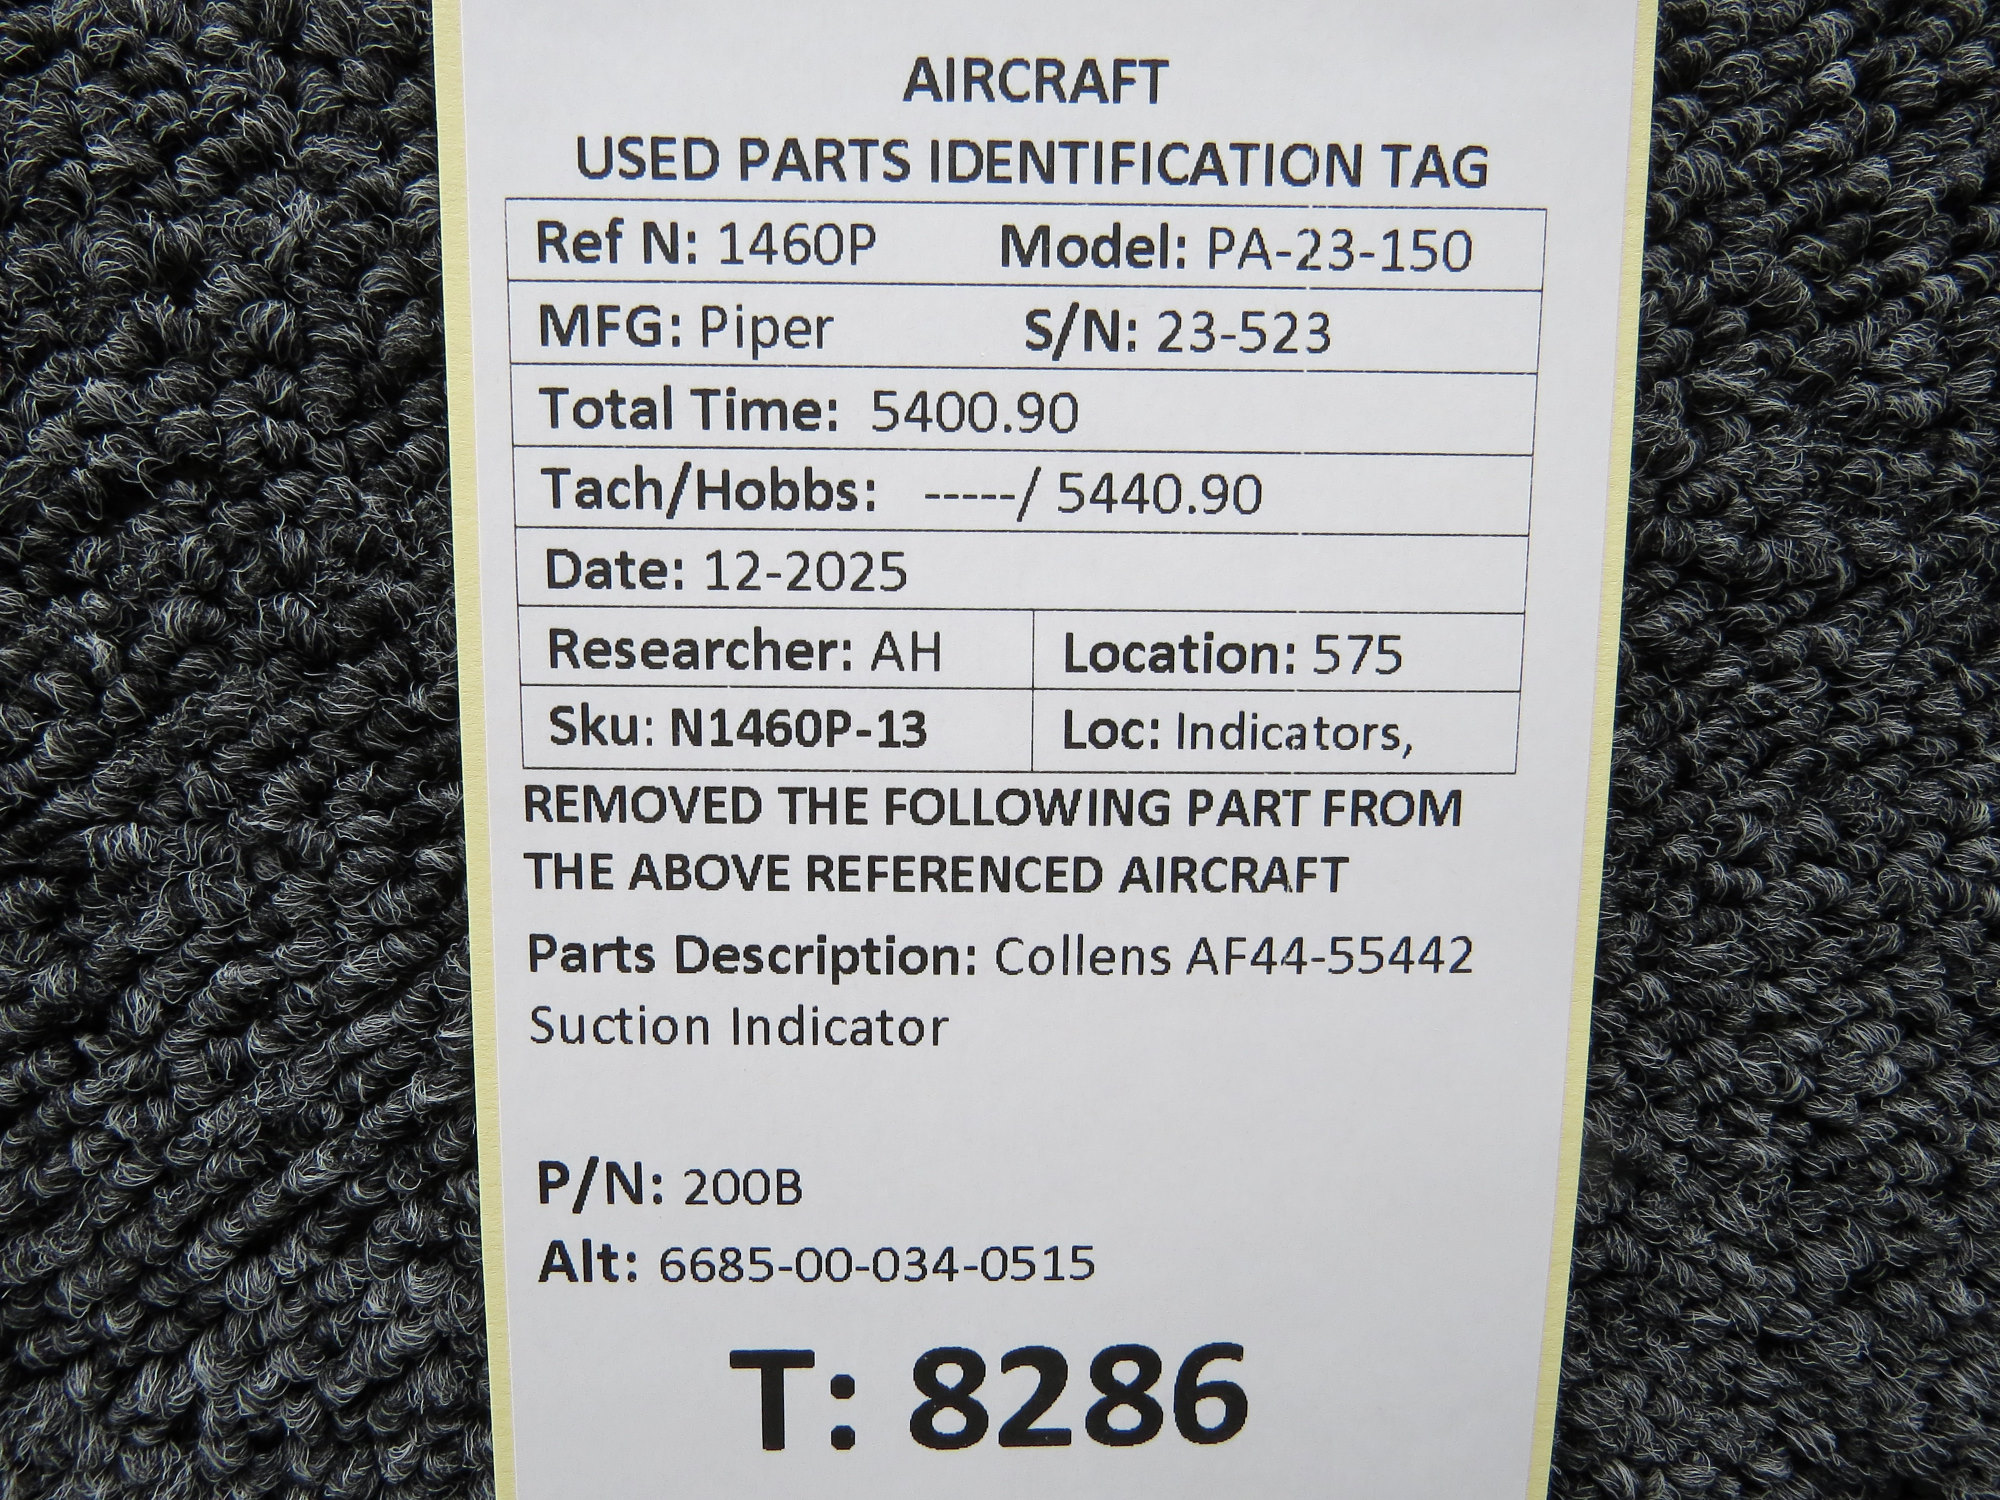 AIRCRAFT
USED PARTS IDENTIFICATION TAG
Ref N: 1460P Model: PA-23-150
MFG: Piper S/N: 23-523
Total Time: 5400.90
Tach/Hobbs: -----/ 5440.90
Date: 12-2025
Researcher: AH Location: 575
Sku: N1460P-13 Loc: Indicators,
REMOVED THE FOLLOWING PART FROM
THE ABOVE REFERENCED AIRCRAFT
Parts Description: Collens AF44-55442
Suction Indicator
P/N: 200B
Alt: 6685-00-034-0515
T: 8286